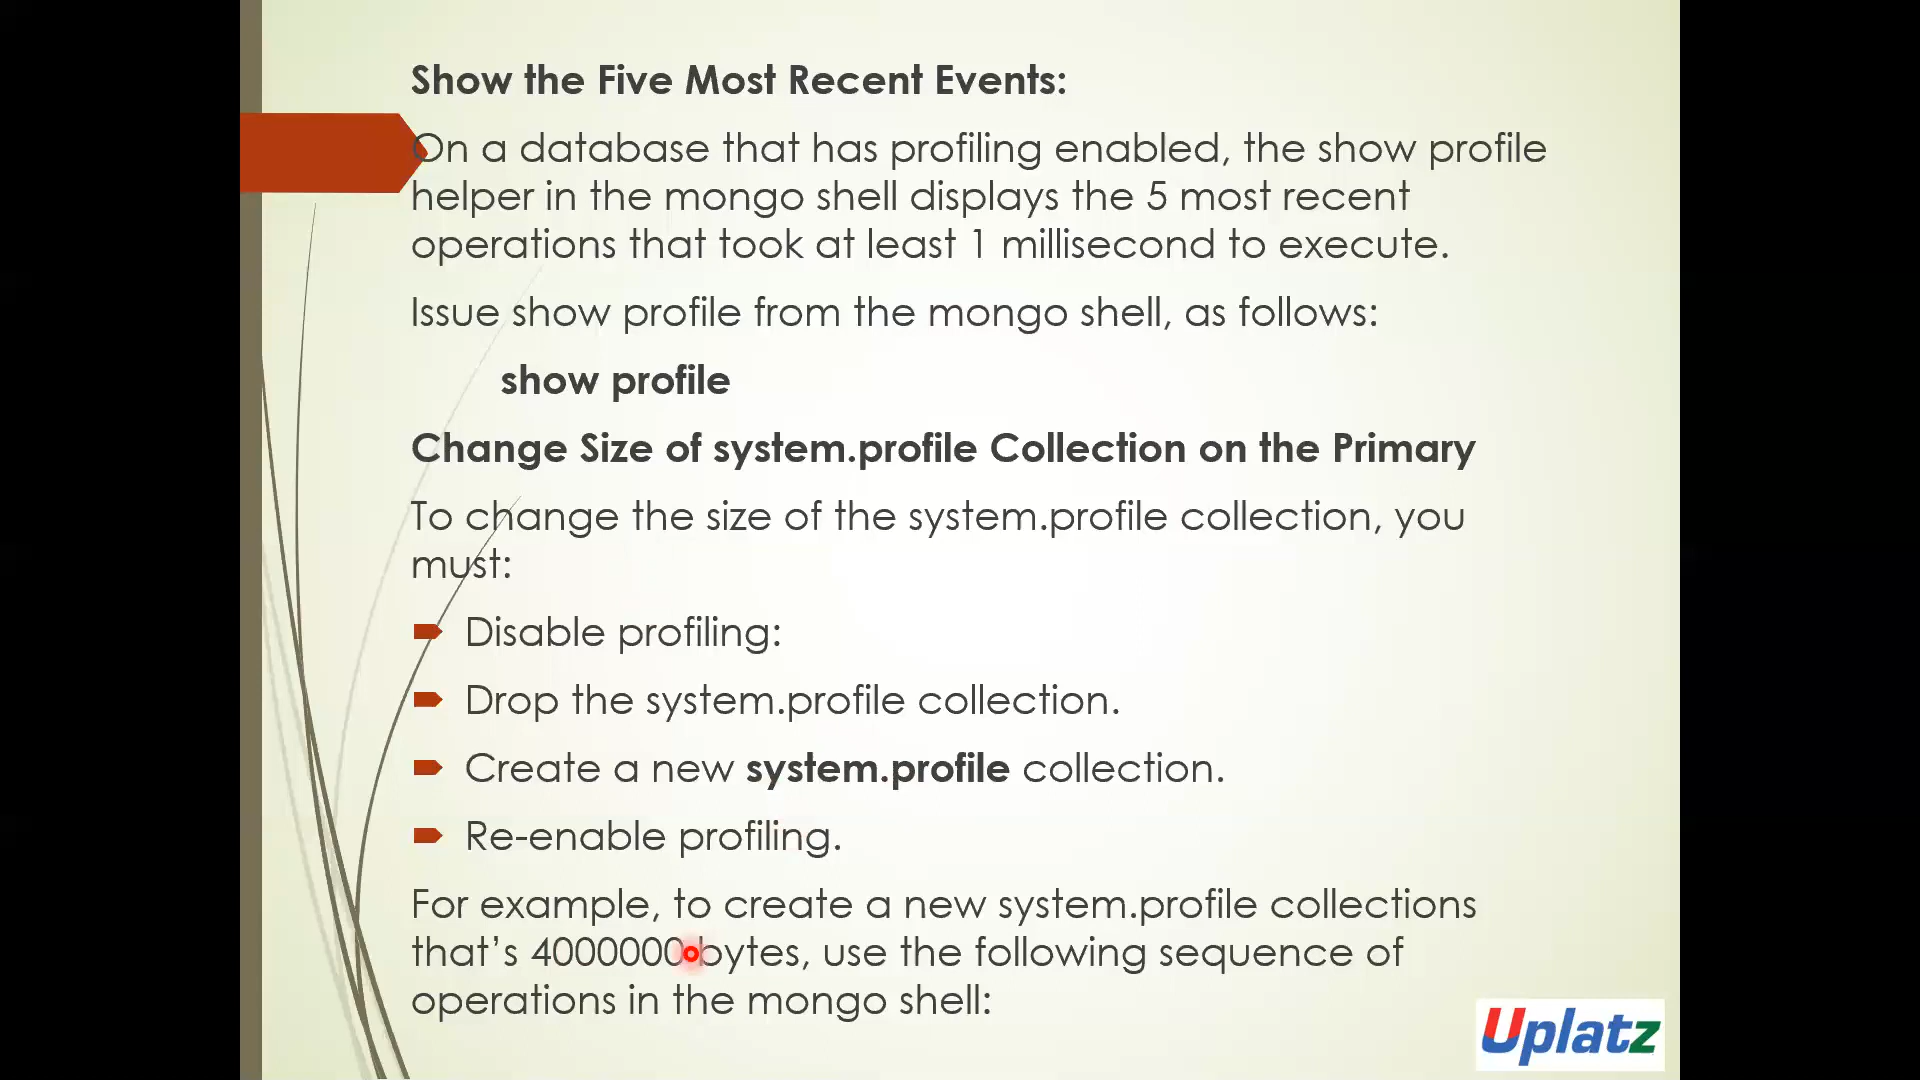 Show the Five Most Recent Events:
On a database that has profiling enabled, the show profile
helper in the mongo shell displays the 5 most recent
operations that took at least 1 millisecond to execute.
Issue show profile from the mongo shell, as follows:
show profile
Change Size of system.profile Collection on the Primary
To change the size of the system.profile collection, you
must:
Disable profiling:
Drop the system.profile collection.
Create a new system.profile collection.
Re-enable profiling.
For example, to create a new system.profile collections
that’s 4000000 bytes, use the following sequence of
operations in the mongo shell:
Uplatz